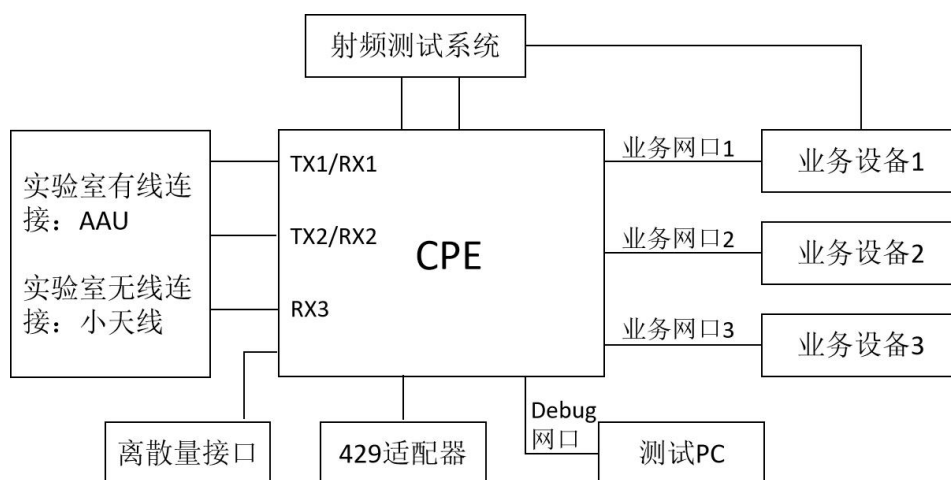 射频测试系统
实验室有线连
接：AAU
实验室无线连
接：小天线
TX1/RX1
TX2/RX2
RX3
CPE
业务网口1
业务设备1
业务网口2
业务设备2
业务网口3
业务设备3
离散量接口
429适配器
Debug
网口
测试PC